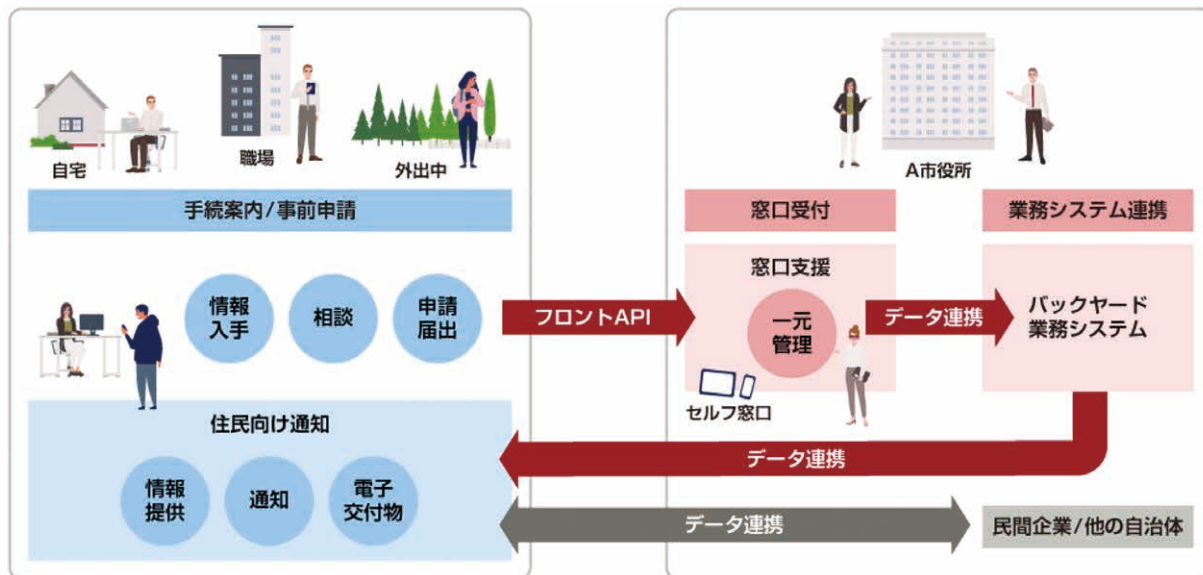 自宅
職場
外出中
手続案内/事前申請
情報
入手
相談
申請
届出
住民向け通知
情報
提供
通知
電子
交付物
フロントAPI
A市役所
窓口受付
業務システム連携
窓口支援
一元
管理
セルフ窓口
データ連携
バックヤード
業務システム
データ連携
データ連携
民間企業/他の自治体